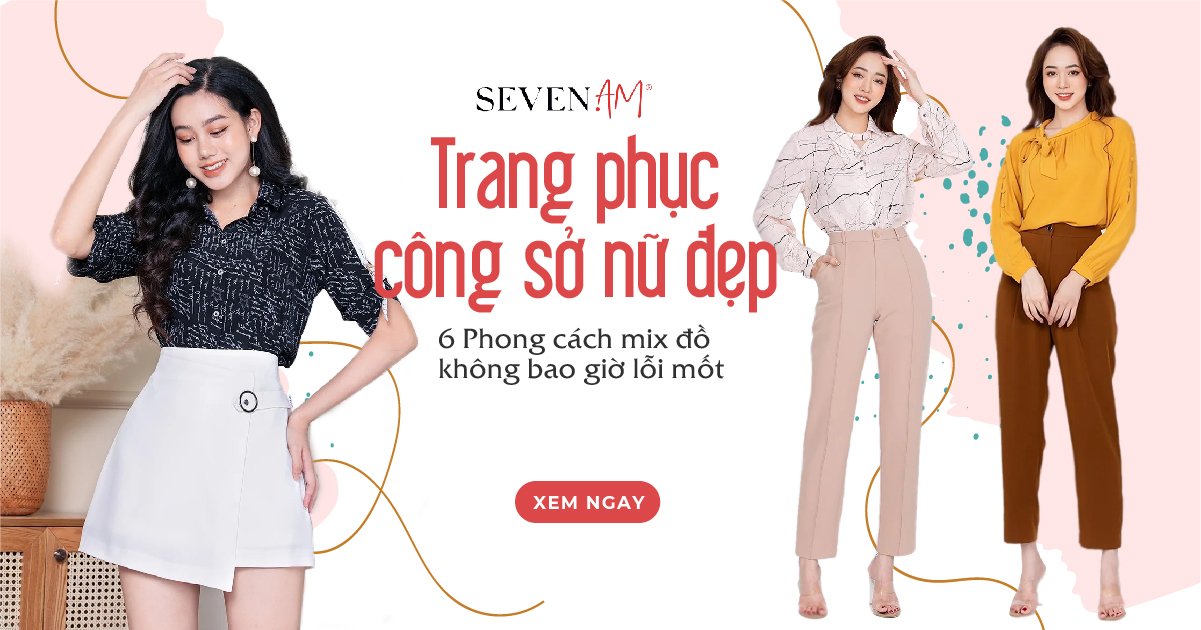 SEVEN.AM®
Trang phục
công sở nữ đẹp
6 Phong cách mix đồ
không bao giờ lỗi mốt
XEM NGAY